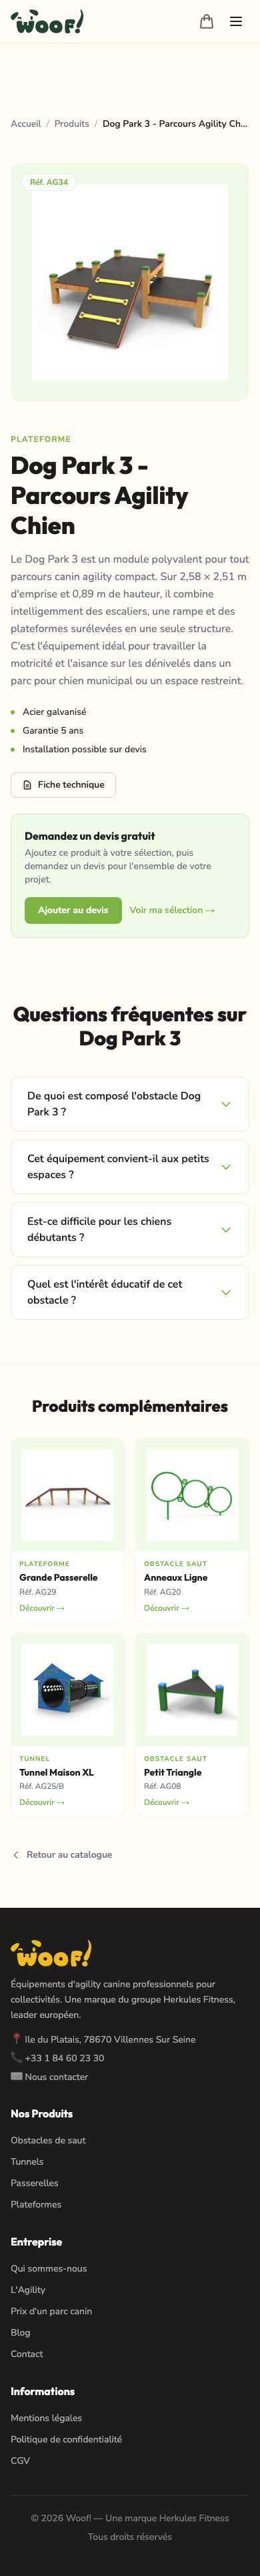 woof!
Accueil / Produits / Dog Park 3 - Parcours Agility Ch...
Réf. AG34
PLATEFORME
Dog Park 3 -
Parcours Agility
Chien
Le Dog Park 3 est un module polyvalent pour tout
parcours canin agility compact. Sur 2,58 × 2,51 m
d'emprise et 0,89 m de hauteur, il combine
intelligemment des escaliers, une rampe et des
plateformes surélevées en une seule structure.
C'est l'équipement idéal pour travailler la
motricité et l'aisance sur les dénivelés dans un
parc pour chien municipal ou un espace restreint.
Acier galvanisé
Garantie 5 ans
Installation possible sur devis
Fiche technique
Demandez un devis gratuit
Ajoutez ce produit à votre sélection, puis
demandez un devis pour l'ensemble de votre
projet.
Ajouter au devis
Voir ma sélection →
Questions fréquentes sur
Dog Park 3
De quoi est composé l'obstacle Dog
Park 3 ?
Cet équipement convient-il aux petits
espaces ?
Est-ce difficile pour les chiens
débutants ?
Quel est l'intérêt éducatif de cet
obstacle ?
Produits complémentaires
PLATEFORME
Grande Passerelle
Réf. AG29
Découvrir →
OBSTACLE SAUT
Anneaux Ligne
Réf. AG20
Découvrir →
TUNNEL
Tunnel Maison XL
Réf. AG25/B
Découvrir →
OBSTACLE SAUT
Petit Triangle
Réf. AG08
Découvrir →
Retour au catalogue
woof!
Équipements d'agility canine professionnels pour
collectivités. Une marque du groupe Herkules Fitness,
leader européen.
Ile du Platais, 78670 Villennes Sur Seine
+33 1 84 60 23 30
Nous contacter
Nos Produits
Obstacles de saut
Tunnels
Passerelles
Plateformes
Entreprise
Qui sommes-nous
L'Agility
Prix d'un parc canin
Blog
Contact
Informations
Mentions légales
Politique de confidentialité
CGV
© 2026 Woof! — Une marque Herkules Fitness
Tous droits réservés